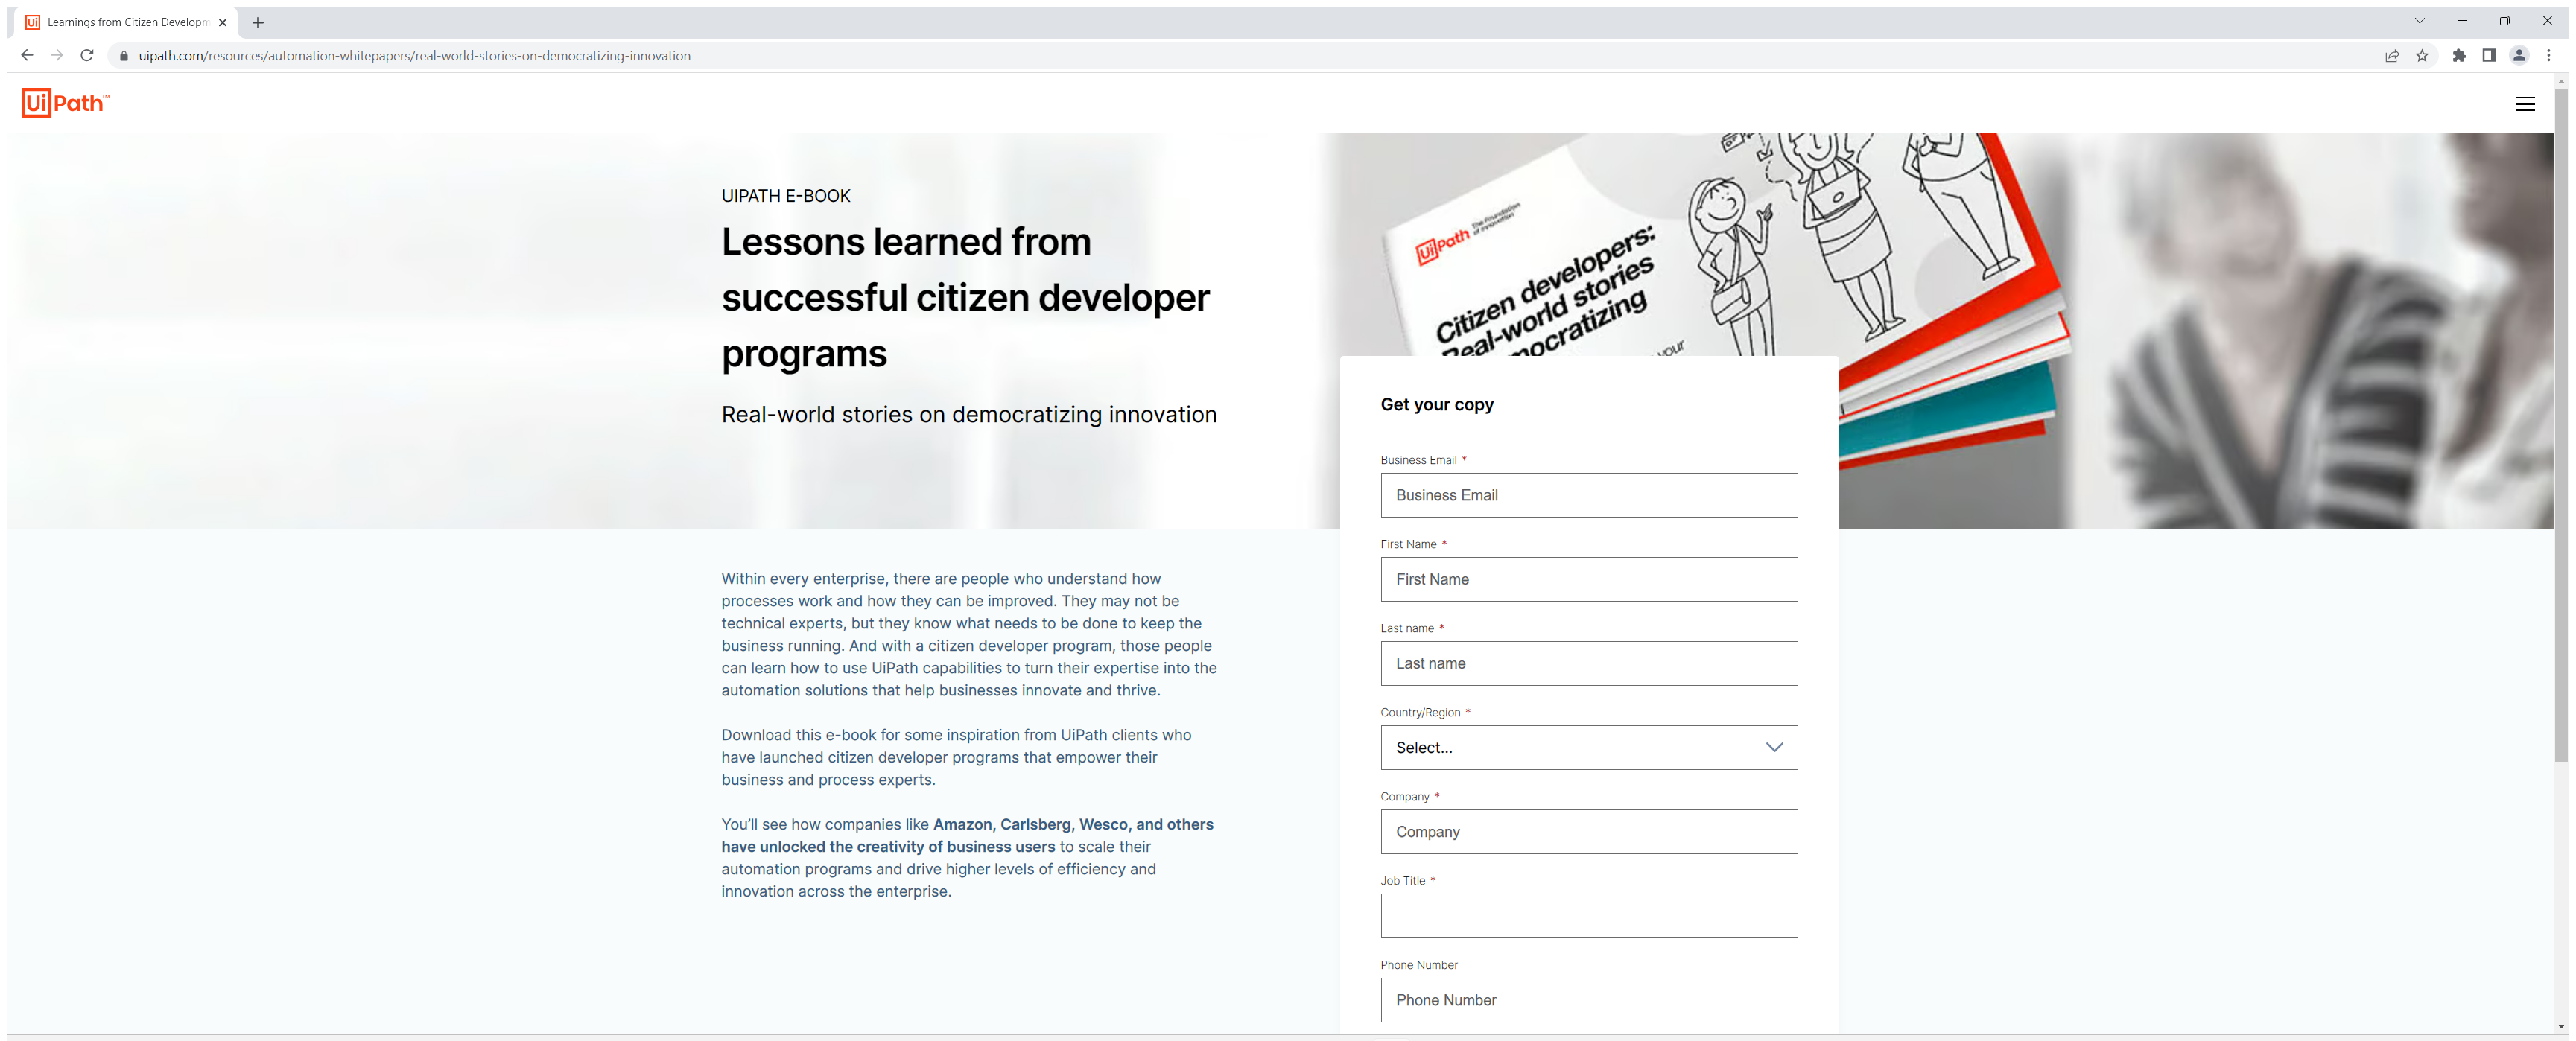 Learnings from Citizen Developm
uipath.com/resources/automation-whitepapers/real-world-stories-on-democratizing-innovation
UiPath™
UIPATH E-BOOK
Lessons learned from
successful citizen developer
programs
Real-world stories on democratizing innovation
UiPath The Foundation
of Innovation™
Citizen developers:
Real-world stories
mocratizing
your
Get your copy
Business Email *
Business Email
First Name *
First Name
Last name *
Last name
Country/Region *
Select...
Company *
Company
Job Title *
Phone Number
Phone Number
Within every enterprise, there are people who understand how
processes work and how they can be improved. They may not be
technical experts, but they know what needs to be done to keep the
business running. And with a citizen developer program, those people
can learn how to use UiPath capabilities to turn their expertise into the
automation solutions that help businesses innovate and thrive.
Download this e-book for some inspiration from UiPath clients who
have launched citizen developer programs that empower their
business and process experts.
You'll see how companies like Amazon, Carlsberg, Wesco, and others
have unlocked the creativity of business users to scale their
automation programs and drive higher levels of efficiency and
innovation across the enterprise.